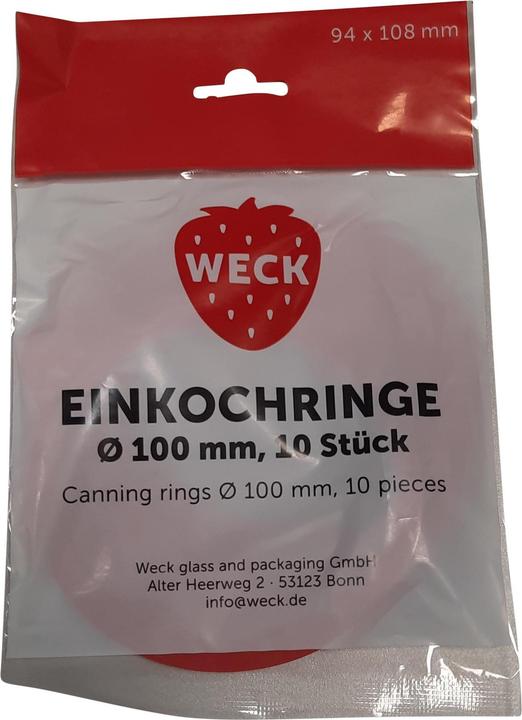 94 x 108 mm
WECK
EINKOCHRINGE
Ø 100 mm, 10 Stück
Canning rings Ø 100 mm, 10 pieces
Weck glass and packaging GmbH
Alter Heerweg 2 · 53123 Bonn
info@weck.de